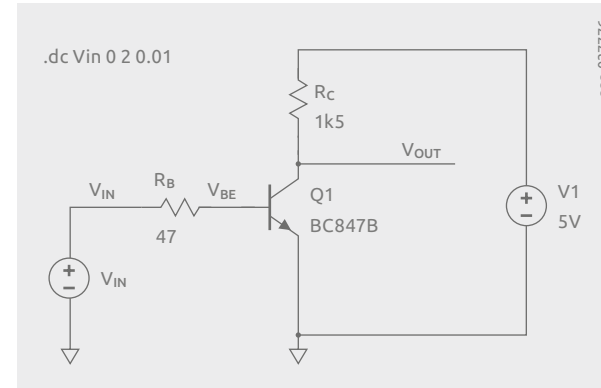 .dc Vin 0 2 0.01
RC
1k5
VOUT
VIN
RB
VBE
Q1
V1
47
BC847B
5V
VIN